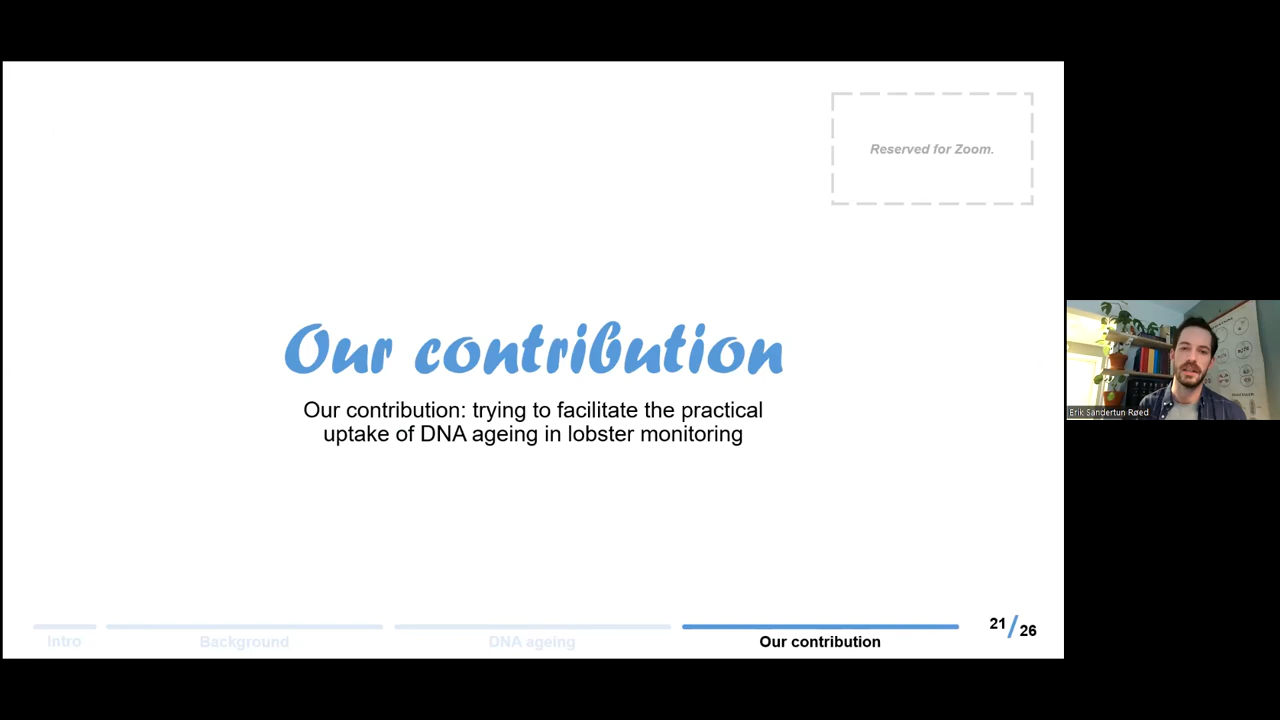 Reserved for Zoom.
Our contribution
Our contribution: trying to facilitate the practical
uptake of DNA ageing in lobster monitoring
Erik Sandertun Røed
Intro
Background
DNA ageing
Our contribution
21/26